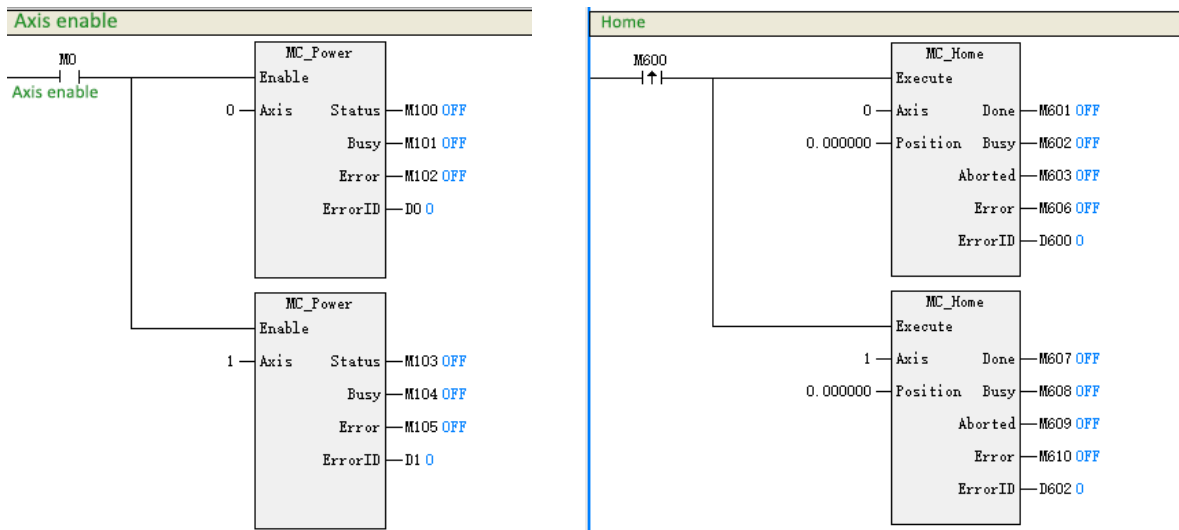 Axis enable
M0
Axis enable
MC_Power
Enable
0 Axis Status M100 OFF
Busy M101 OFF
Error M102 OFF
ErrorID D0 0
MC_Power
Enable
1 Axis Status M103 OFF
Busy M104 OFF
Error M105 OFF
ErrorID D1 0
Home
M600
MC_Home
Execute
0 Axis Done M601 OFF
0.000000 Position Busy M602 OFF
Aborted M603 OFF
Error M606 OFF
ErrorID D600 0
MC_Home
Execute
1 Axis Done M607 OFF
0.000000 Position Busy M608 OFF
Aborted M609 OFF
Error M610 OFF
ErrorID D602 0